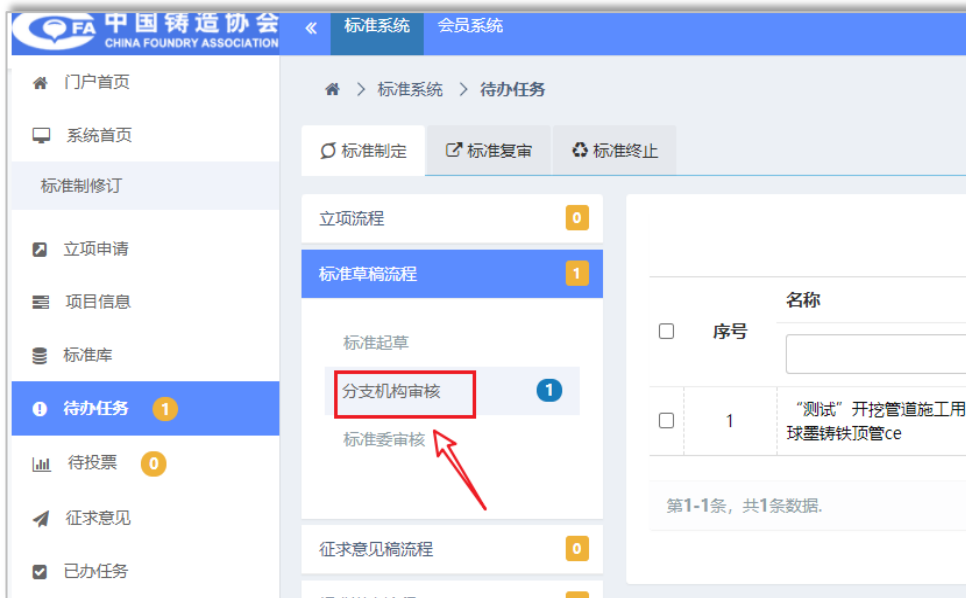 中国铸造协会
CHINA FOUNDRY ASSOCIATION
标准系统 会员系统
门户首页
系统首页
标准制修订
立项申请
项目信息
标准库
待办任务 1
待投票 0
征求意见
已办任务
标准系统 > 待办任务
标准制定 标准复审 标准终止
立项流程 0
标准草稿流程 1
标准起草
分支机构审核 1
标准委审核
征求意见稿流程 0
序号 名称
1 “测试”开挖管道施工用
球墨铸铁顶管ce
第1-1条，共1条数据.